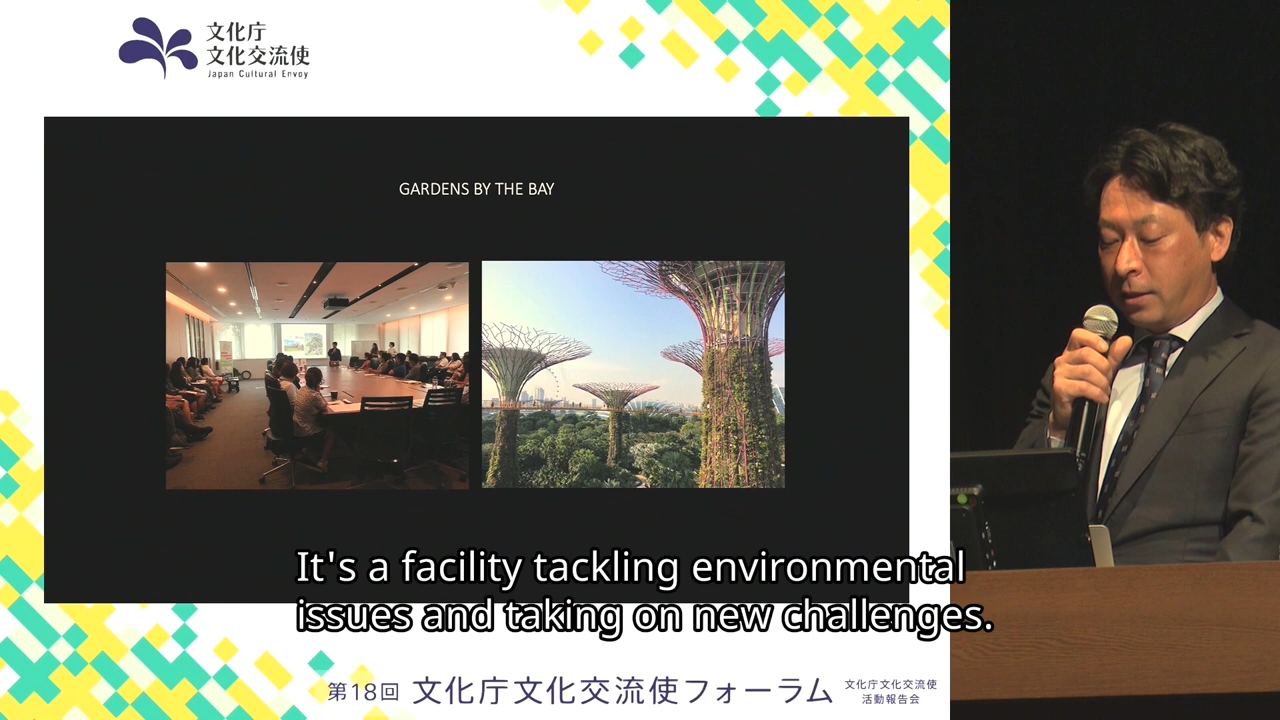 文化庁
文化交流使
Japan Cultural Envoy
GARDENS BY THE BAY
It's a facility tackling environmental
issues and taking on new challenges.
第18回 文化庁文化交流使フォーラム
文化庁文化交流使
活動報告会